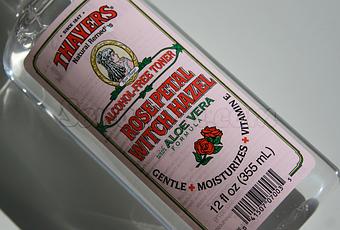 • SINCE 1847 •
THAYERS
Natural Remedies
ALCOHOL-FREE TONER
ROSE PETAL
WITCH HAZEL
WITH
ALOE VERA
FORMULA
GENTLE • MOISTURIZES • VITAMIN E
12 fl oz (355 mL)